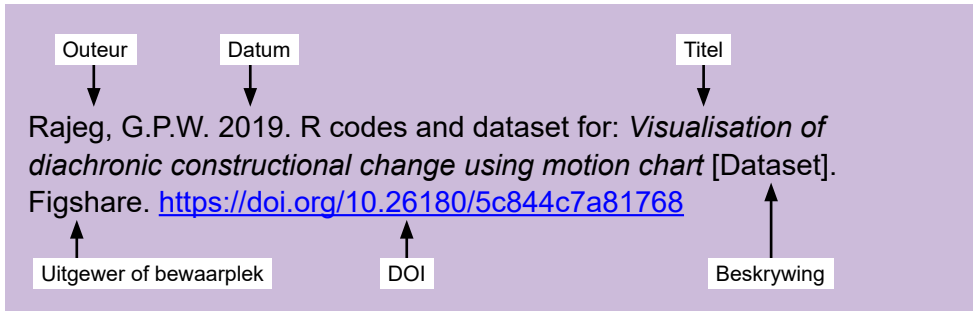 Outeur Datum Titel
Rajeg, G.P.W. 2019. R codes and dataset for: Visualisation of
diachronic constructional change using motion chart [Dataset].
Figshare. https://doi.org/10.26180/5c844c7a81768
Uitgewer of bewaarplek DOI Beskrywing